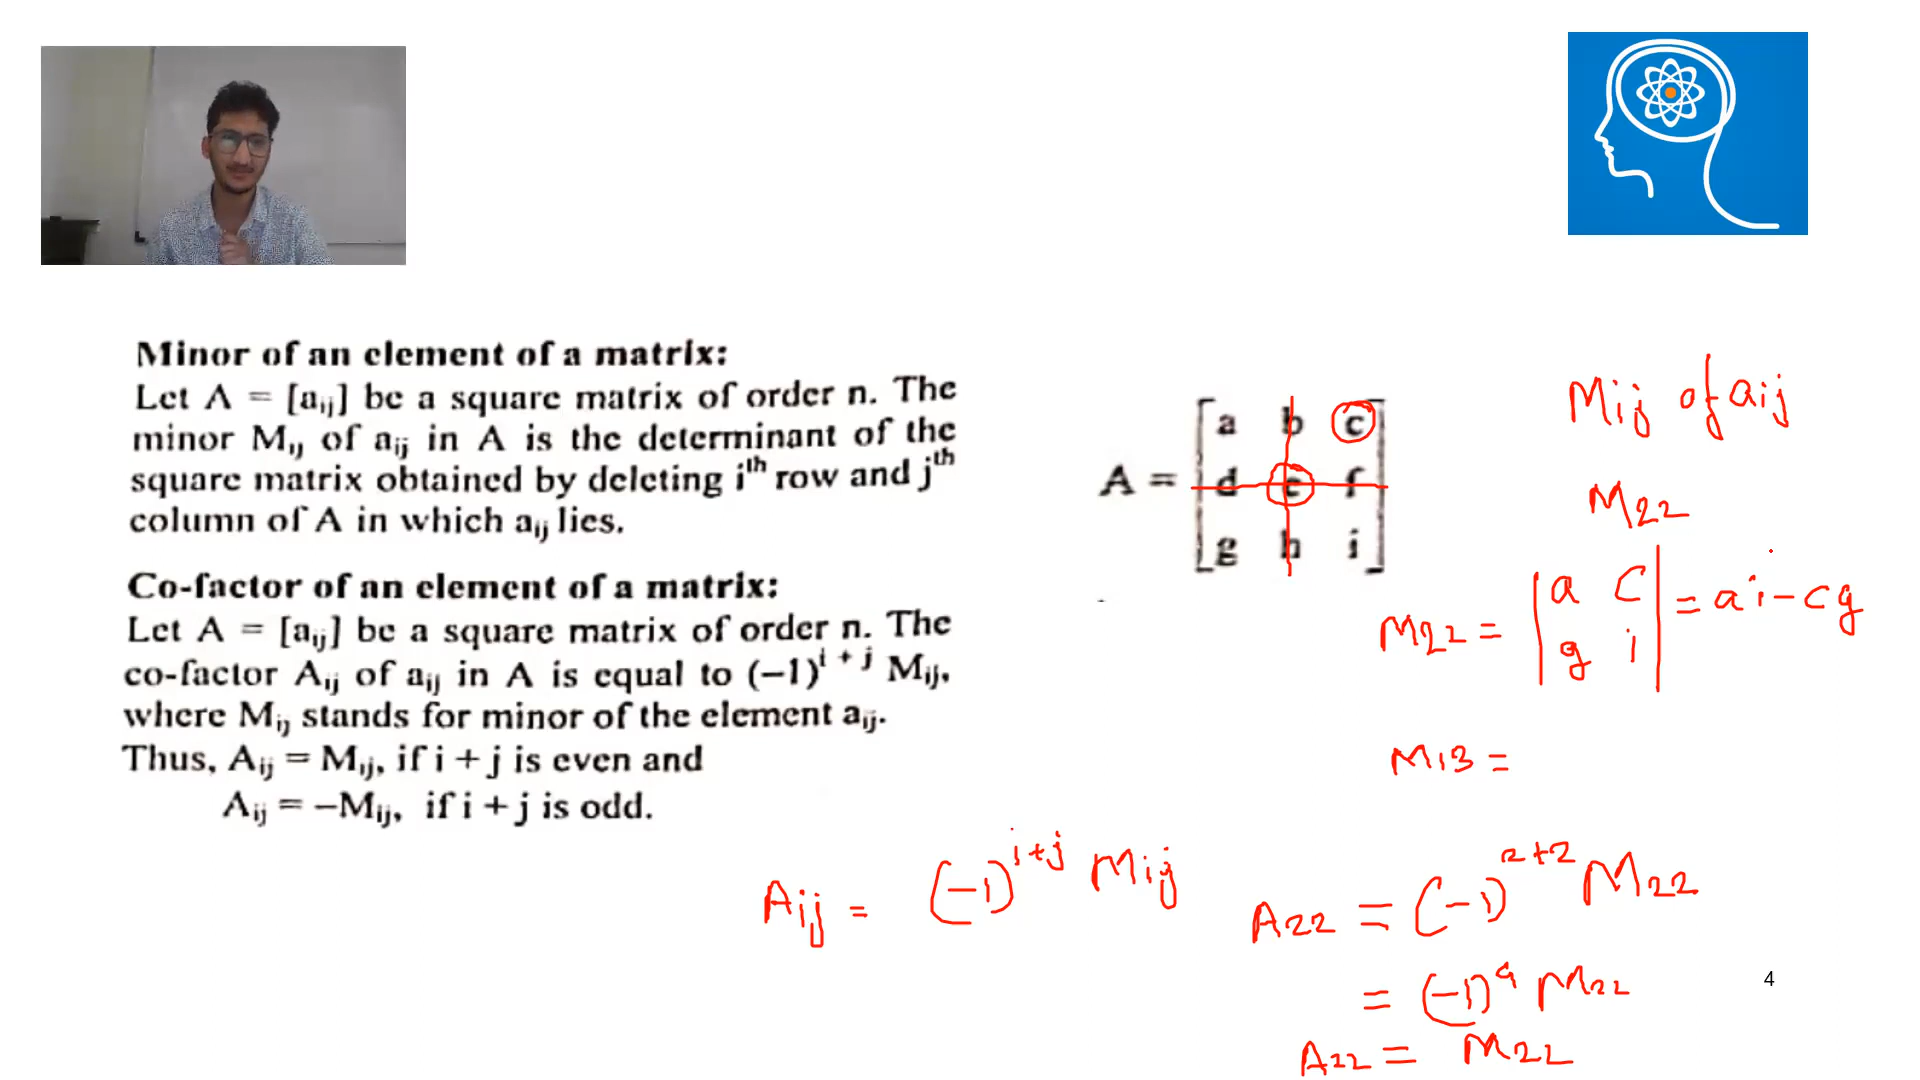 Minor of an element of a matrix:
Let A = [aij] be a square matrix of order n. The
minor Mij of aij in A is the determinant of the
square matrix obtained by deleting ith row and jth
column of A in which aij lies.
Co-factor of an element of a matrix:
Let A = [aij] be a square matrix of order n. The
co-factor Aij of aij in A is equal to (−1)^i + j Mij,
where Mij stands for minor of the element aij.
Thus, Aij = Mij, if i + j is even and
Aij = −Mij, if i + j is odd.
a b c
A = d e f
g h i
Mij of aij
M22
M22 = | a c | = ai - cg
| g i |
M13 =
Aij = (-1)^i+j Mij
A22 = (-1)^2+2 M22
= (-1)^4 M22
A22 = M22
4